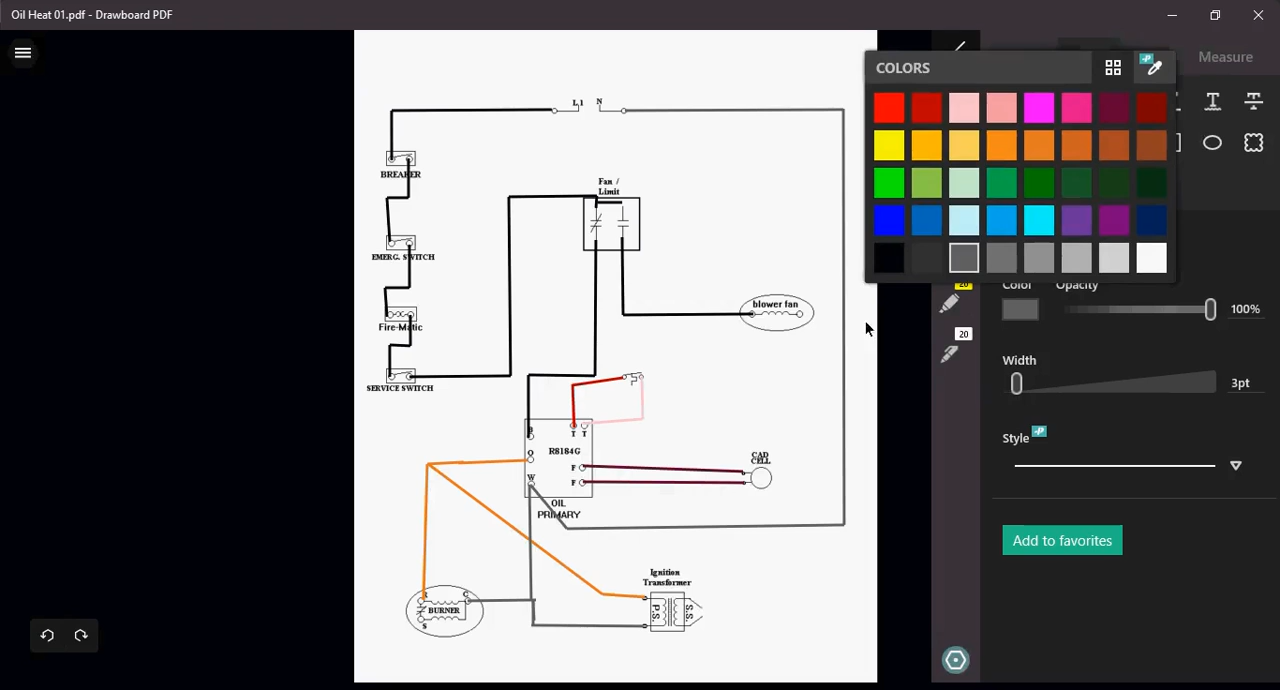 Oil Heat 01.pdf - Drawboard PDF
COLORS
Measure
L1 N
BREAKER
Fan /
Limit
EMERG. SWITCH
blower fan
Fire-Matic
SERVICE SWITCH
Color Opacity
100%
20
Width
3pt
B
T T
O R8184G
F
W F
CAD
CELL
Style
OIL
PRIMARY
Add to favorites
Ignition
Transformer
R C
BURNER
S
P.S. S.S.